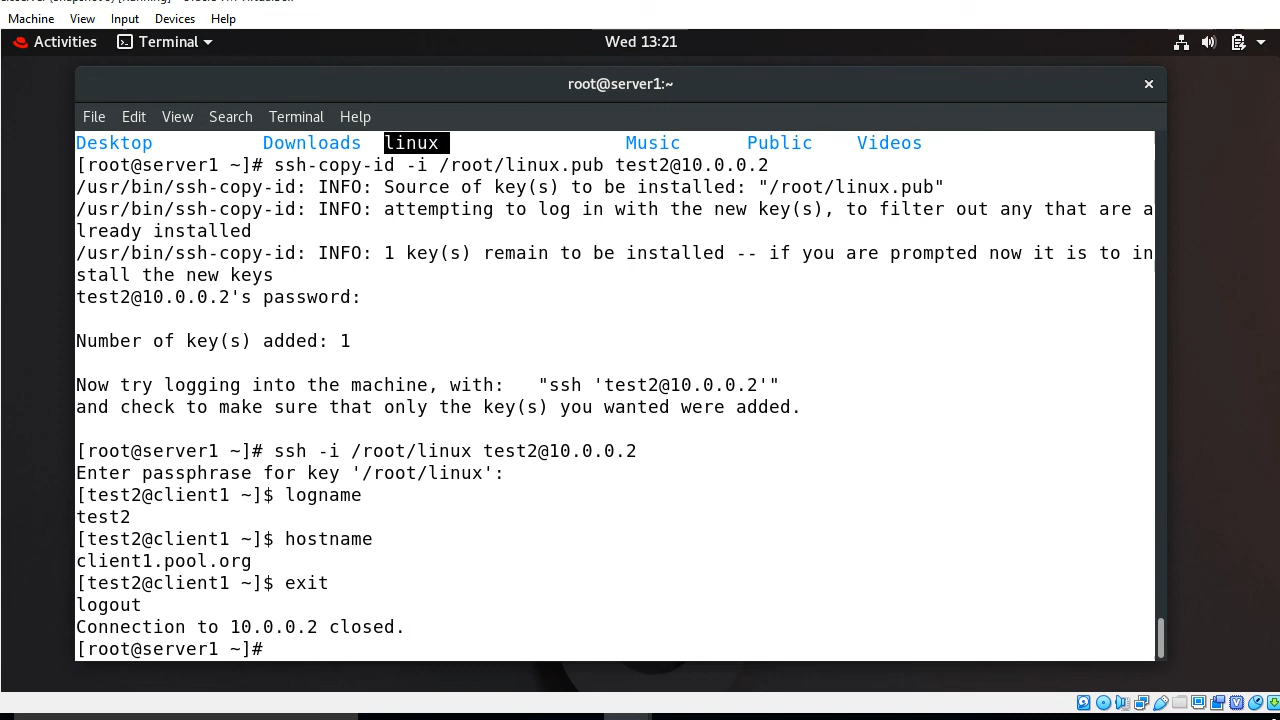 Machine View Input Devices Help
Activities Terminal Wed 13:21
root@server1:~
File Edit View Search Terminal Help
Desktop Downloads linux Music Public Videos
[root@server1 ~]# ssh-copy-id -i /root/linux.pub test2@10.0.0.2
/usr/bin/ssh-copy-id: INFO: Source of key(s) to be installed: "/root/linux.pub"
/usr/bin/ssh-copy-id: INFO: attempting to log in with the new key(s), to filter out any that are a
lready installed
/usr/bin/ssh-copy-id: INFO: 1 key(s) remain to be installed -- if you are prompted now it is to in
stall the new keys
test2@10.0.0.2's password:
Number of key(s) added: 1
Now try logging into the machine, with:   "ssh 'test2@10.0.0.2'"
and check to make sure that only the key(s) you wanted were added.
[root@server1 ~]# ssh -i /root/linux test2@10.0.0.2
Enter passphrase for key '/root/linux':
[test2@client1 ~]$ logname
test2
[test2@client1 ~]$ hostname
client1.pool.org
[test2@client1 ~]$ exit
logout
Connection to 10.0.0.2 closed.
[root@server1 ~]#